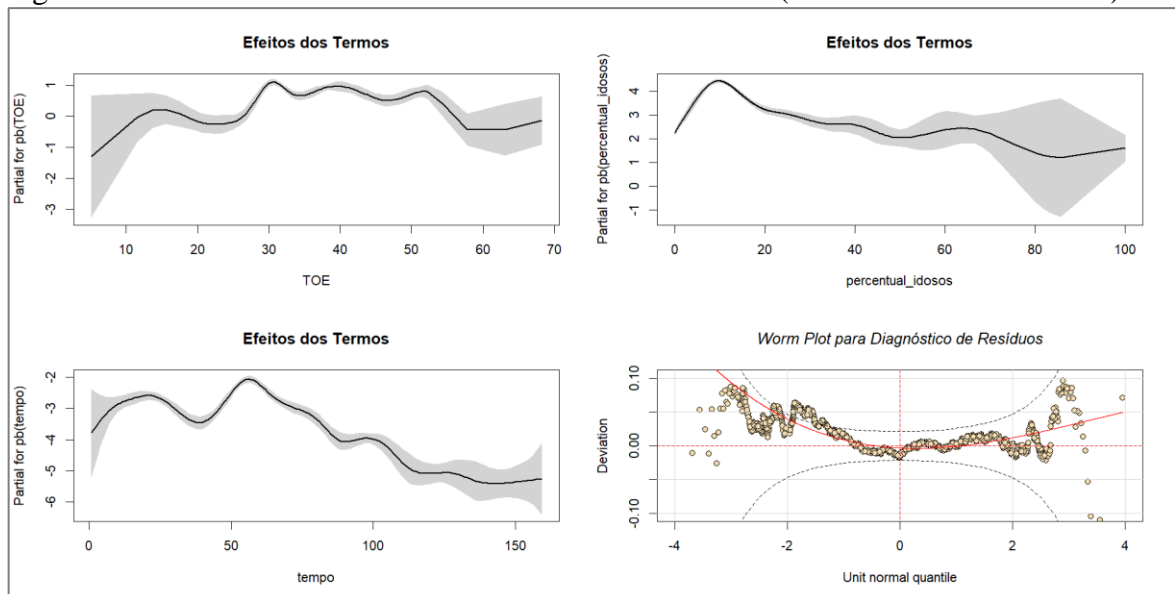 Efeitos dos Termos
Partial for pb(TOE)
1
0
-1
-2
-3
10 20 30 40 50 60 70
TOE
Efeitos dos Termos
Partial for pb(percentual_idosos)
4
3
2
1
0
-1
0 20 40 60 80 100
percentual_idosos
Efeitos dos Termos
Partial for pb(tempo)
-2
-3
-4
-5
-6
0 50 100 150
tempo
Worm Plot para Diagnóstico de Resíduos
Deviation
0.10
0.00
-0.10
-4 -2 0 2 4
Unit normal quantile